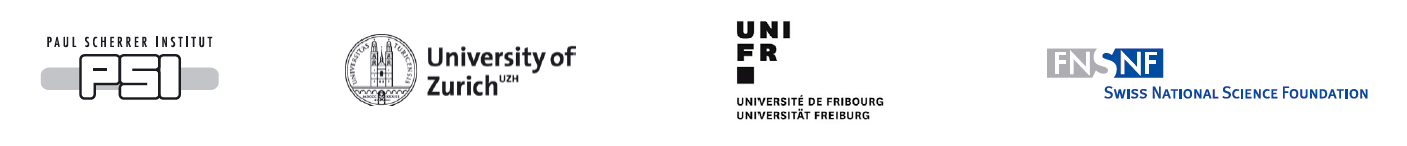 PAUL SCHERRER INSTITUT
PSI
University of
Zurich UZH
UNI
FR
UNIVERSITÉ DE FRIBOURG
UNIVERSITÄT FREIBURG
FNSNF
SWISS NATIONAL SCIENCE FOUNDATION